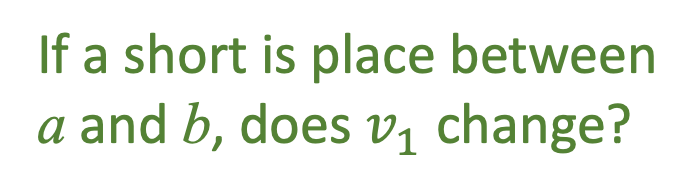 If a short is place between
a and b, does v₁ change?